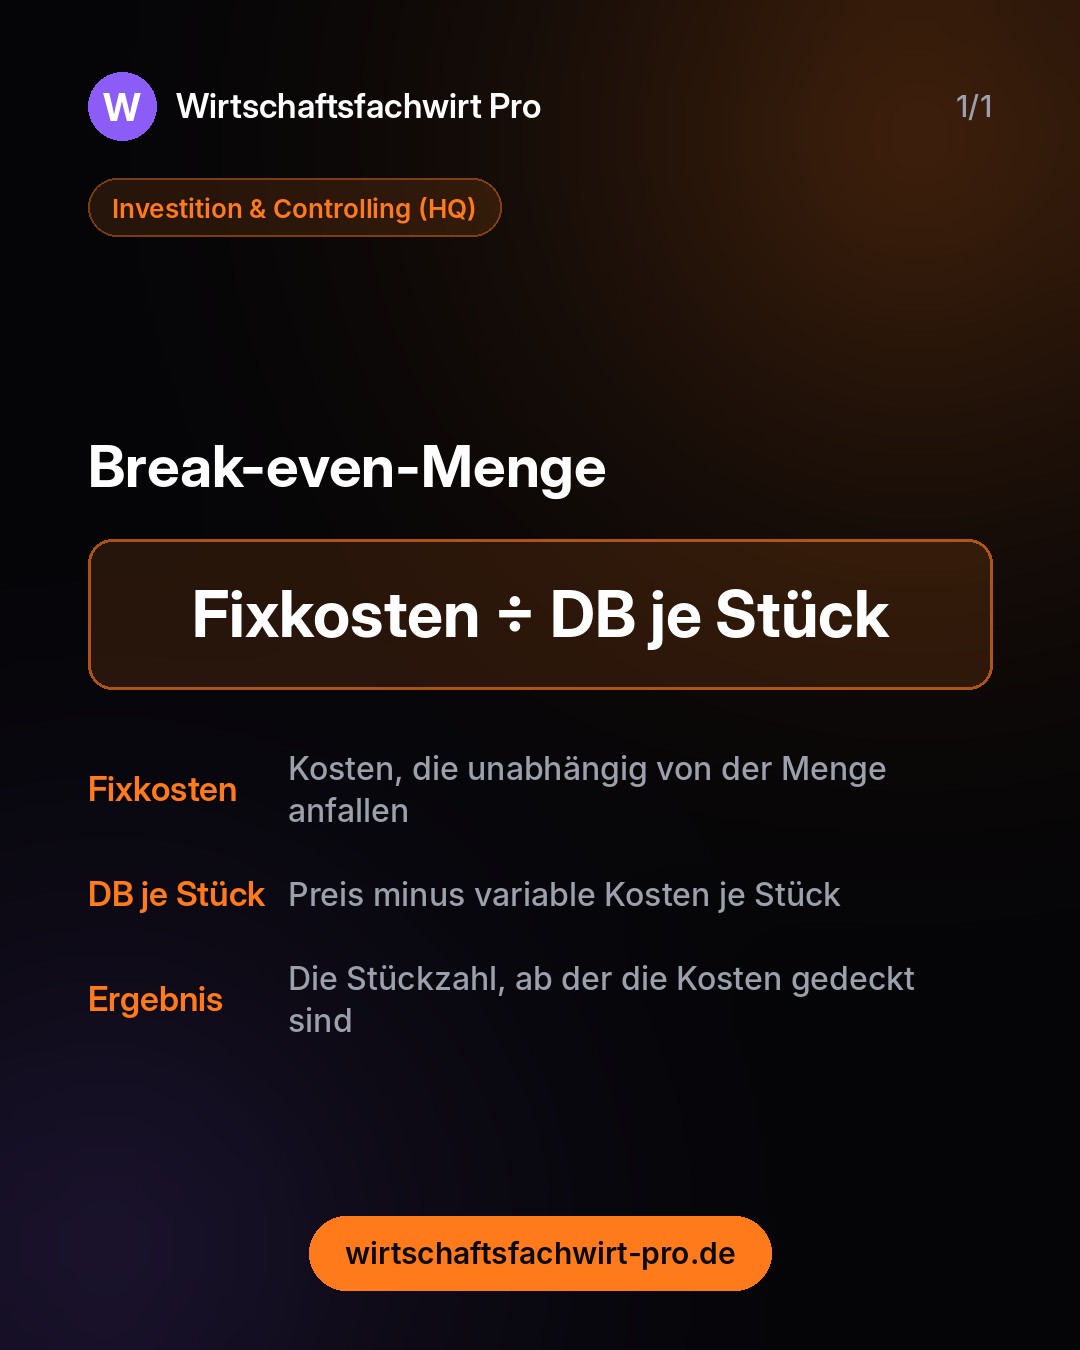 W Wirtschaftsfachwirt Pro 1/1
Investition & Controlling (HQ)
Break-even-Menge
Fixkosten ÷ DB je Stück
Fixkosten Kosten, die unabhängig von der Menge
anfallen
DB je Stück Preis minus variable Kosten je Stück
Ergebnis Die Stückzahl, ab der die Kosten gedeckt
sind
wirtschaftsfachwirt-pro.de